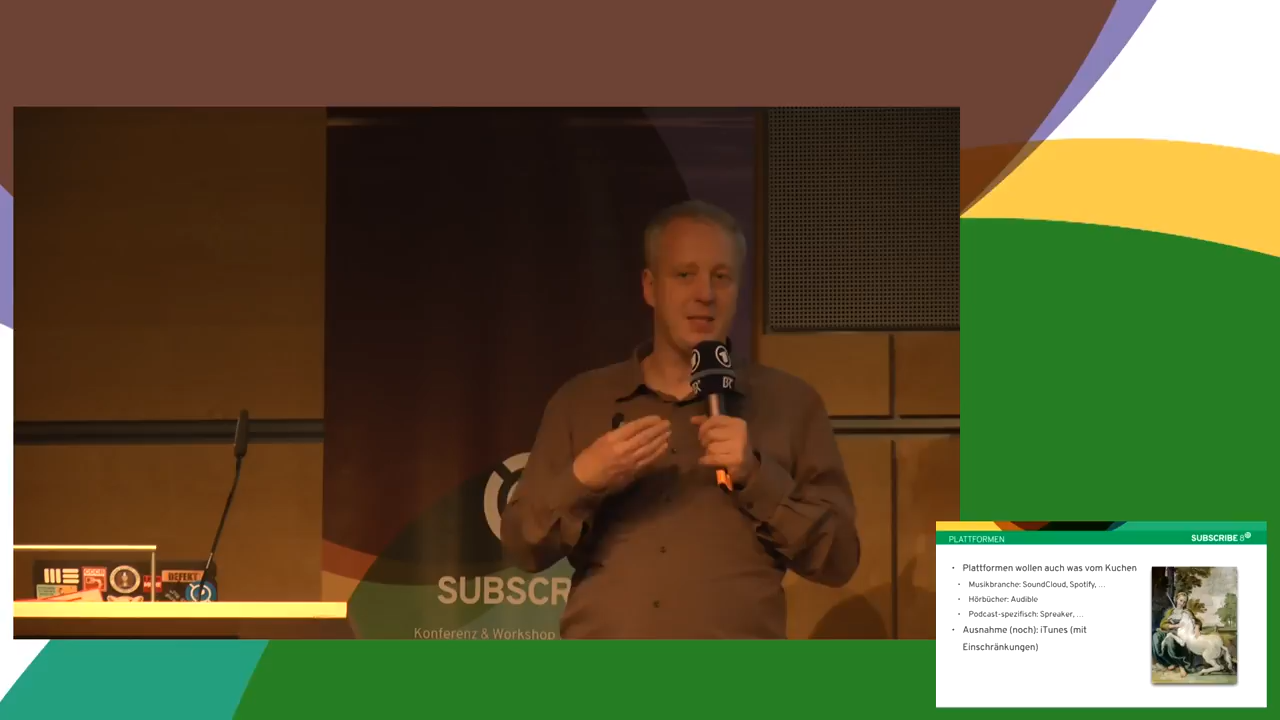 BR
DEFEKT
SUBSCR
Konferenz & Workshop
PLATTFORMEN
SUBSCRIBE 8
Plattformen wollen auch was vom Kuchen
Musikbranche: SoundCloud, Spotify, ...
Hörbücher: Audible
Podcast-spezifisch: Spreaker, ...
Ausnahme (noch): iTunes (mit
Einschränkungen)